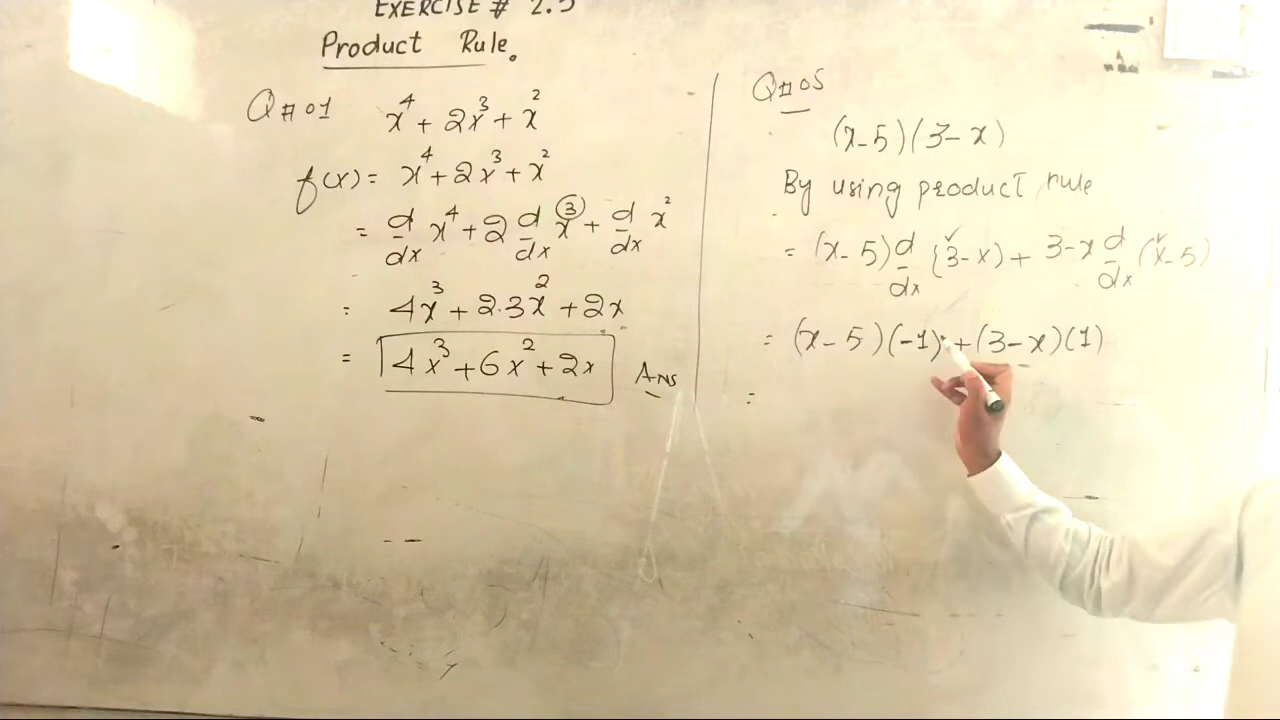 EXERCISE # 2.5
Product Rule.
Q#01 x⁴ + 2x³ + x²
f(x) = x⁴ + 2x³ + x²
= d/dx x⁴ + 2 d/dx x³ + d/dx x²
= 4x³ + 2.3x² + 2x
= 4x³ + 6x² + 2x Ans
Q#05
(x-5)(3-x)
By using product rule
= (x-5) d/dx {3-x) + 3-x d/dx (x-5)
= (x-5)(-1) + (3-x)(1)
=